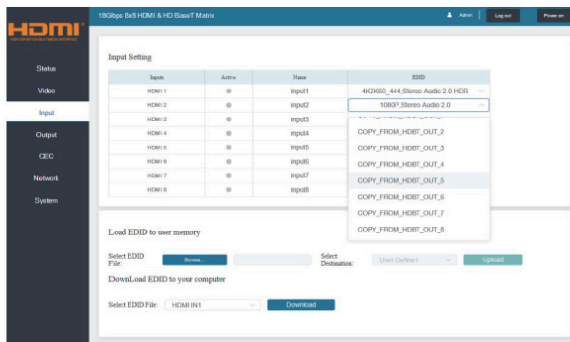 18Gbps 8x8 HDMI & HD BaseT Matrix
Admin
Log out
Power on
HDMI
Status
Video
Input
Output
CEC
Network
System
Input Setting
Inputs Active Name EDID
HDMI 1 input1 4K2K60_444,Stereo Audio 2.0 HDR
HDMI 2 input2 1080P,Stereo Audio 2.0
HDMI 3 input3
HDMI 4 input4 COPY_FROM_HDBT_OUT_2
HDMI 5 input5 COPY_FROM_HDBT_OUT_3
HDMI 6 input6 COPY_FROM_HDBT_OUT_4
HDMI 7 input7 COPY_FROM_HDBT_OUT_5
HDMI 8 input8 COPY_FROM_HDBT_OUT_6
COPY_FROM_HDBT_OUT_7
COPY_FROM_HDBT_OUT_8
Load EDID to user memory
Select EDID File: Browse... Select Destination: User Define1 Upload
DownLoad EDID to your computer
Select EDID File: HDMI IN1 Download